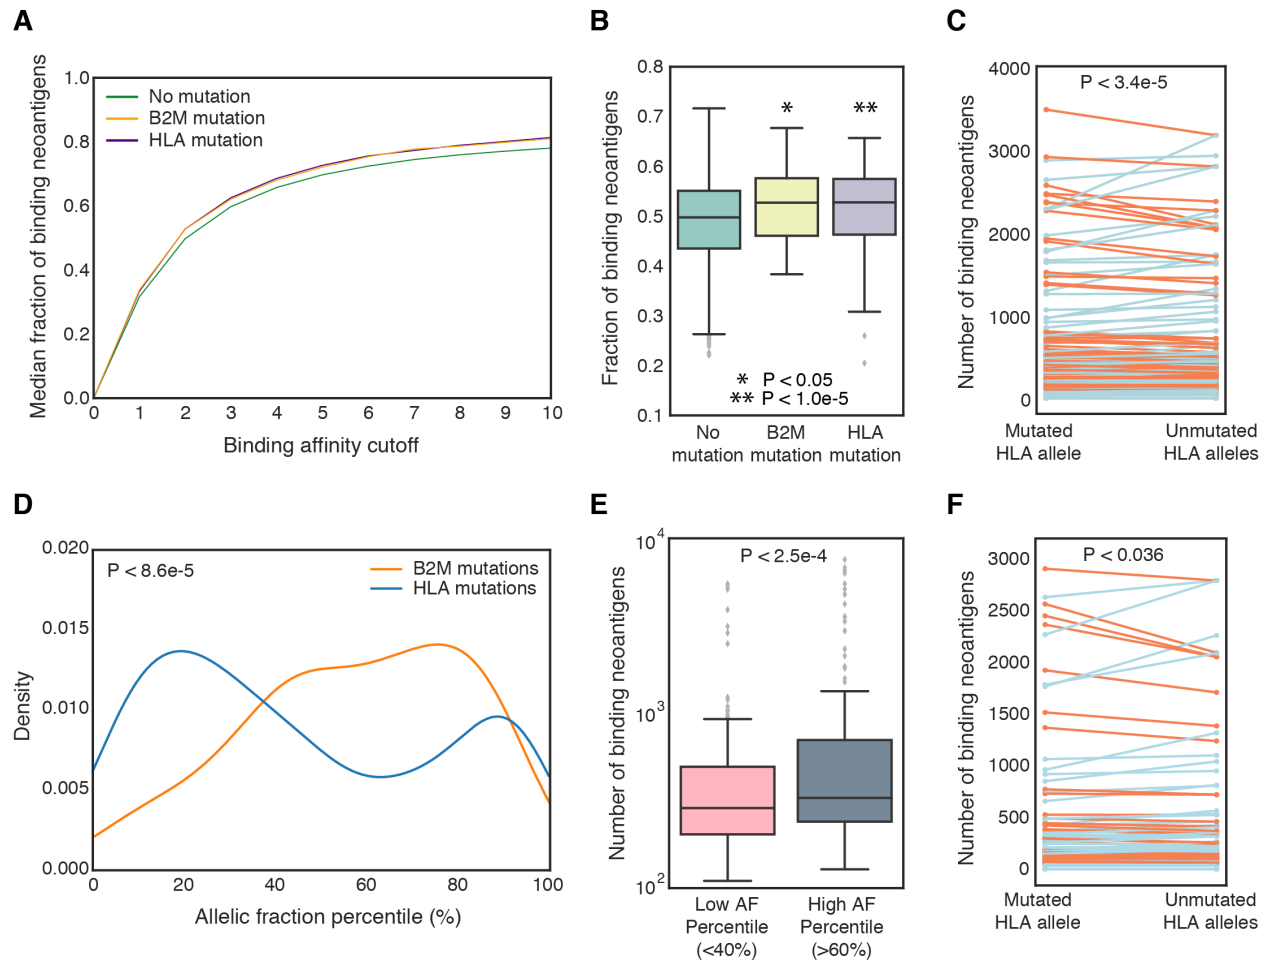 A
Median fraction of binding neoantigens
1.0
0.8
0.6
0.4
0.2
0.0
No mutation
B2M mutation
HLA mutation
0 1 2 3 4 5 6 7 8 9 10
Binding affinity cutoff
B
Fraction of binding neoantigens
0.8
0.7
0.6
0.5
0.4
0.3
0.2
0.1
* **
* P < 0.05
** P < 1.0e-5
No mutation
B2M mutation
HLA mutation
C
Number of binding neoantigens
4000
3000
2000
1000
0
P < 3.4e-5
Mutated
HLA allele
Unmutated
HLA alleles
D
Density
0.020
0.015
0.010
0.005
0.000
P < 8.6e-5
B2M mutations
HLA mutations
0 20 40 60 80 100
Allelic fraction percentile (%)
E
Number of binding neoantigens
10^4
10^3
10^2
P < 2.5e-4
Low AF
Percentile
(<40%)
High AF
Percentile
(>60%)
F
Number of binding neoantigens
3000
2500
2000
1500
1000
500
0
P < 0.036
Mutated
HLA allele
Unmutated
HLA alleles